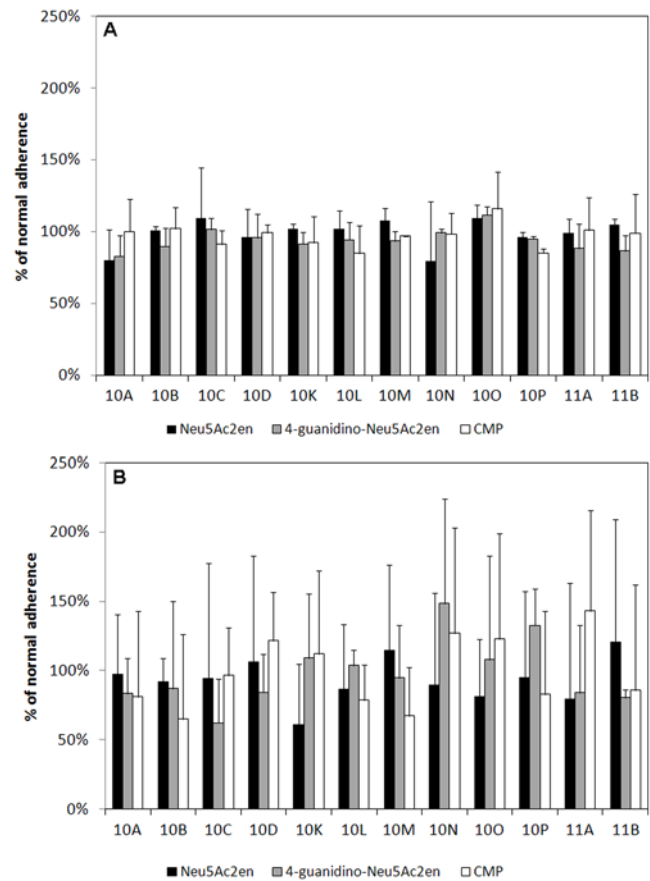 A
250%
200%
150%
100%
50%
0%
% of normal adherence
10A 10B 10C 10D 10K 10L 10M 10N 10O 10P 11A 11B
Neu5Ac2en 4-guanidino-Neu5Ac2en CMP
B
250%
200%
150%
100%
50%
0%
% of normal adherence
10A 10B 10C 10D 10K 10L 10M 10N 10O 10P 11A 11B
Neu5Ac2en 4-guanidino-Neu5Ac2en CMP